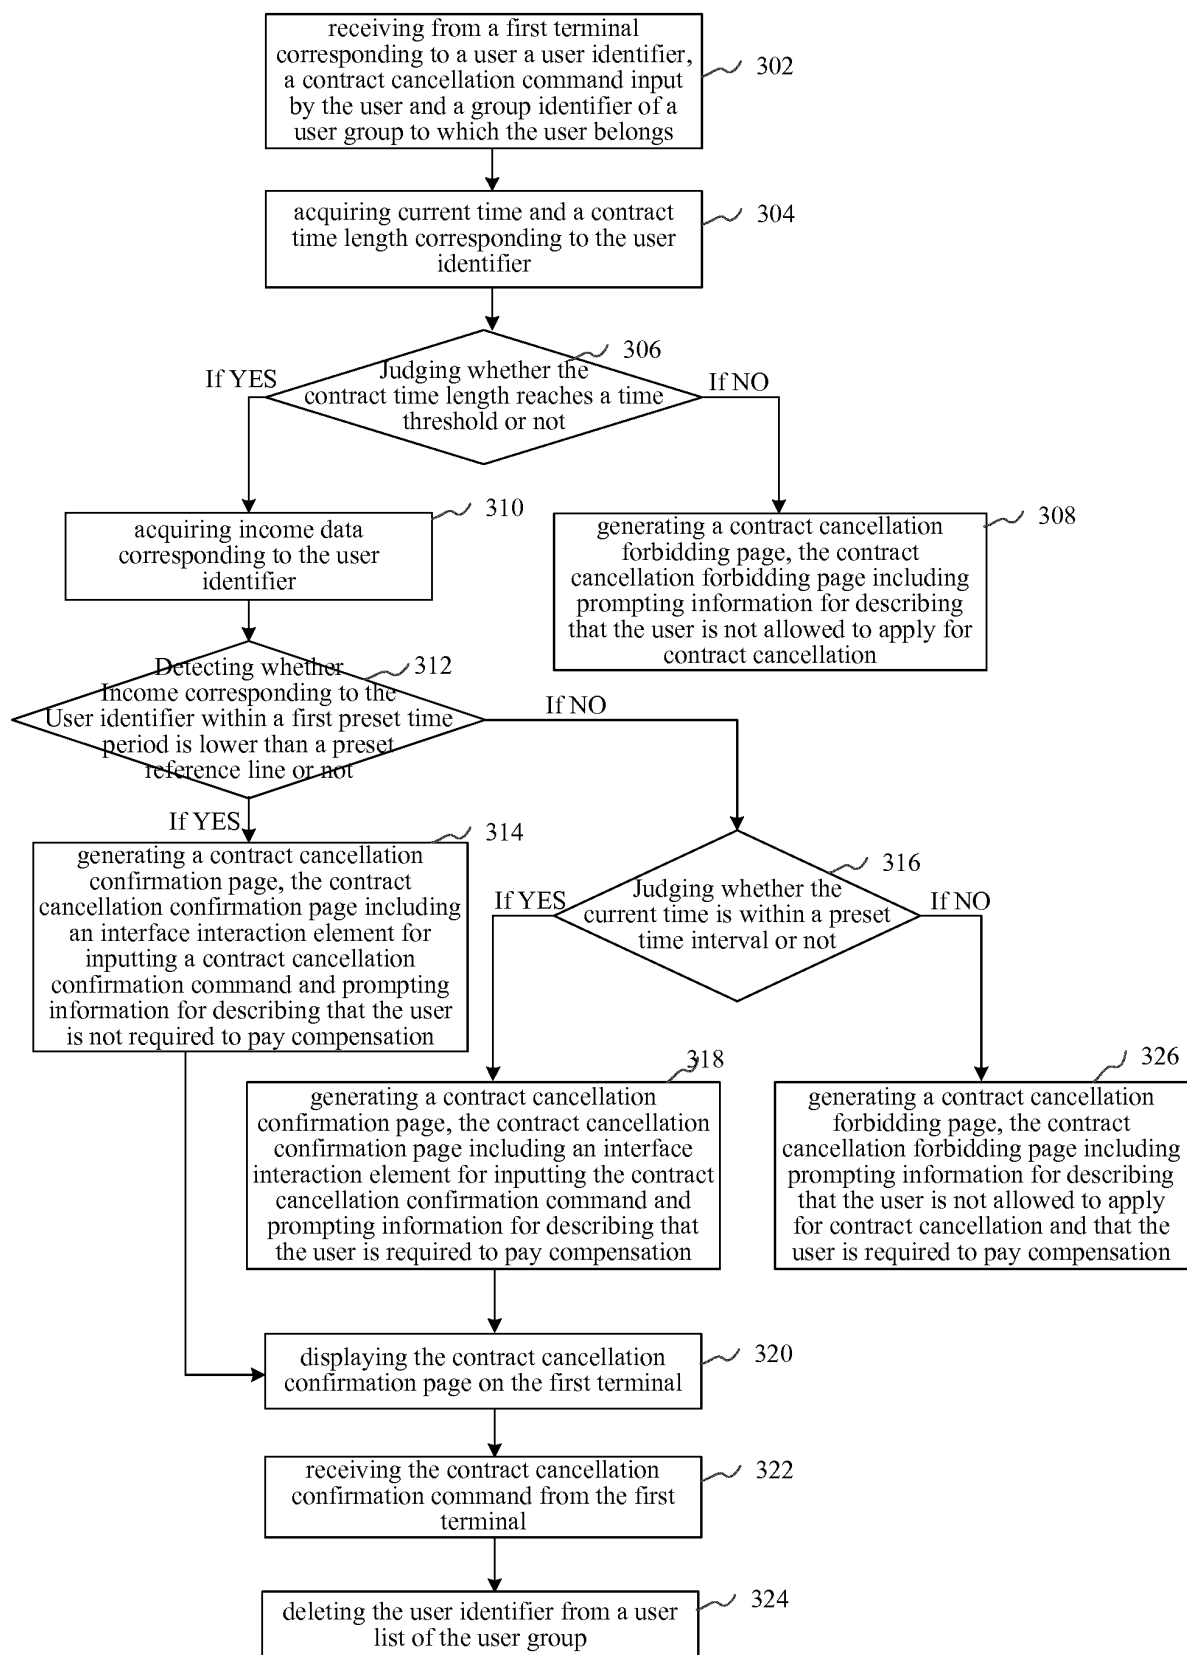 receiving from a first terminal
corresponding to a user a user identifier,
a contract cancellation command input
by the user and a group identifier of a
user group to which the user belongs
302
acquiring current time and a contract
time length corresponding to the user
identifier
304
306
Judging whether the
contract time length reaches a time
threshold or not
If YES
If NO
acquiring income data
corresponding to the user
identifier
310
generating a contract cancellation
forbidding page, the contract
cancellation forbidding page including
prompting information for describing
that the user is not allowed to apply for
contract cancellation
308
Detecting whether
Income corresponding to the
User identifier within a first preset time
period is lower than a preset
reference line or not
312
If NO
If YES
generating a contract cancellation
confirmation page, the contract
cancellation confirmation page including
an interface interaction element for
inputting a contract cancellation
confirmation command and prompting
information for describing that the user
is not required to pay compensation
314
Judging whether the
current time is within a preset
time interval or not
316
If YES
If NO
generating a contract cancellation
confirmation page, the contract cancellation
confirmation page including an interface
interaction element for inputting the contract
cancellation confirmation command and
prompting information for describing that
the user is required to pay compensation
318
generating a contract cancellation
forbidding page, the contract
cancellation forbidding page including
prompting information for describing
that the user is not allowed to apply
for contract cancellation and that the
user is required to pay compensation
326
displaying the contract cancellation
confirmation page on the first terminal
320
receiving the contract cancellation
confirmation command from the first
terminal
322
deleting the user identifier from a user
list of the user group
324